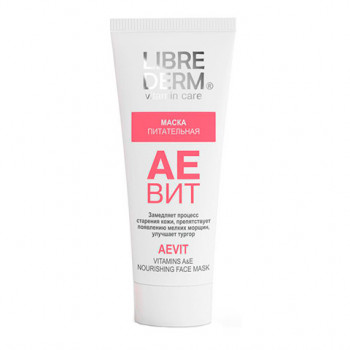 LIBRE
DERM®
vitamin care
МАСКА
ПИТАТЕЛЬНАЯ
АЕ
ВИТ
Замедляет процесс
старения кожи, препятствует
появлению мелких морщин,
улучшает тургор
AEVIT
VITAMINS A&E
NOURISHING FACE MASK